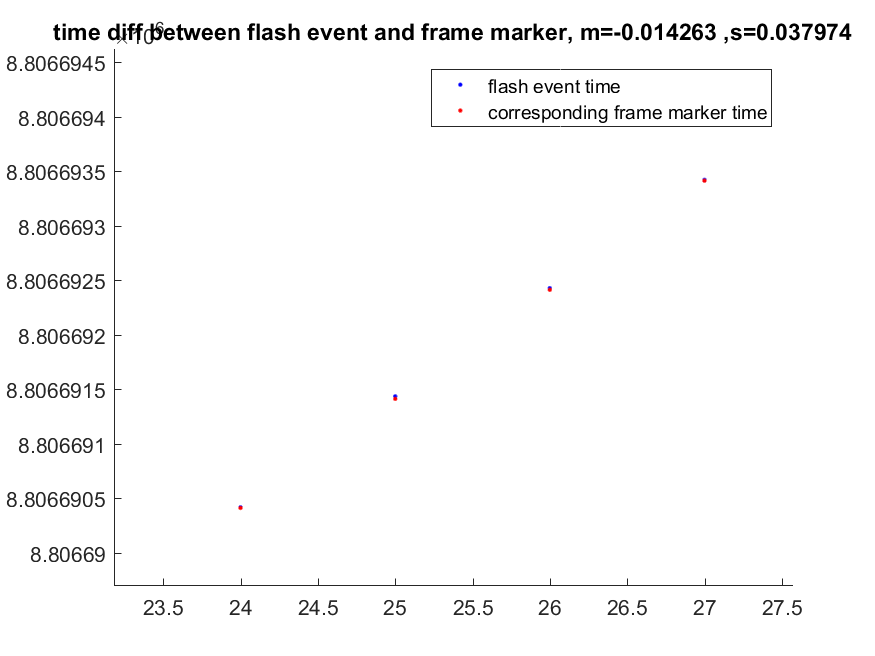 time diff between flash event and frame marker, m=-0.014263 ,s=0.037974
×10^6
flash event time
corresponding frame marker time
8.8066945
8.806694
8.8066935
8.806693
8.8066925
8.806692
8.8066915
8.806691
8.8066905
8.80669
23.5 24 24.5 25 25.5 26 26.5 27 27.5